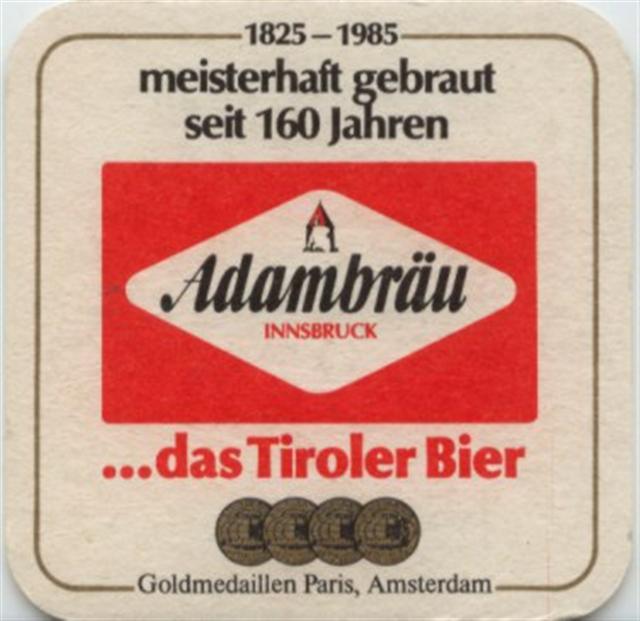 1825 – 1985
meisterhaft gebraut
seit 160 Jahren
Adambräu
INNSBRUCK
...das Tiroler Bier
Goldmedaillen Paris, Amsterdam